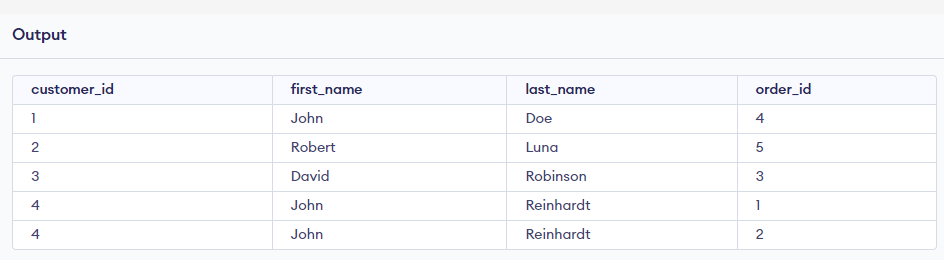 Output
customer_id first_name last_name order_id
1 John Doe 4
2 Robert Luna 5
3 David Robinson 3
4 John Reinhardt 1
4 John Reinhardt 2